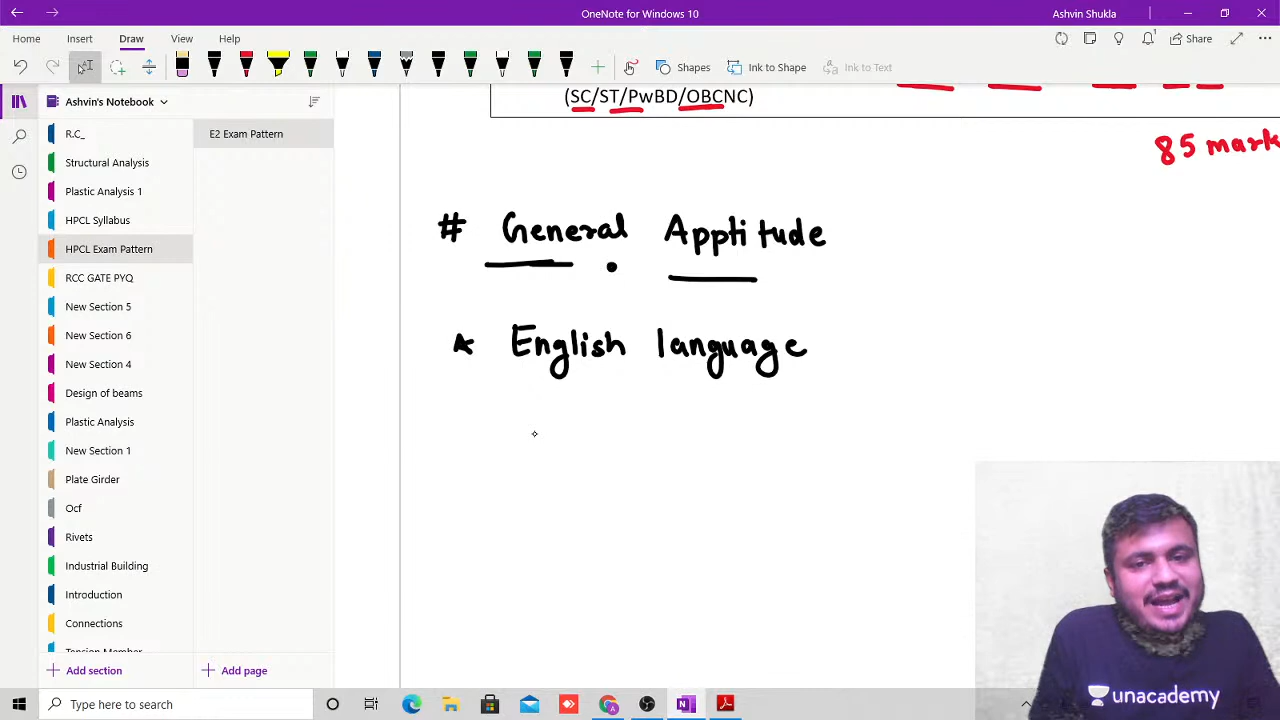 OneNote for Windows 10
Ashvin Shukla
Home Insert Draw View Help
Share
Shapes
Ink to Shape
Ink to Text
Ashvin's Notebook
R.C_
Structural Analysis
Plastic Analysis 1
HPCL Syllabus
HPCL Exam Pattern
RCC GATE PYQ
New Section 5
New Section 6
New Section 4
Design of beams
Plastic Analysis
New Section 1
Plate Girder
Ocf
Rivets
Industrial Building
Introduction
Connections
Add section
E2 Exam Pattern
Add page
(SC/ST/PwBD/OBCNC)
85 mark
# General Apptitude
* English language
unacademy
Type here to search